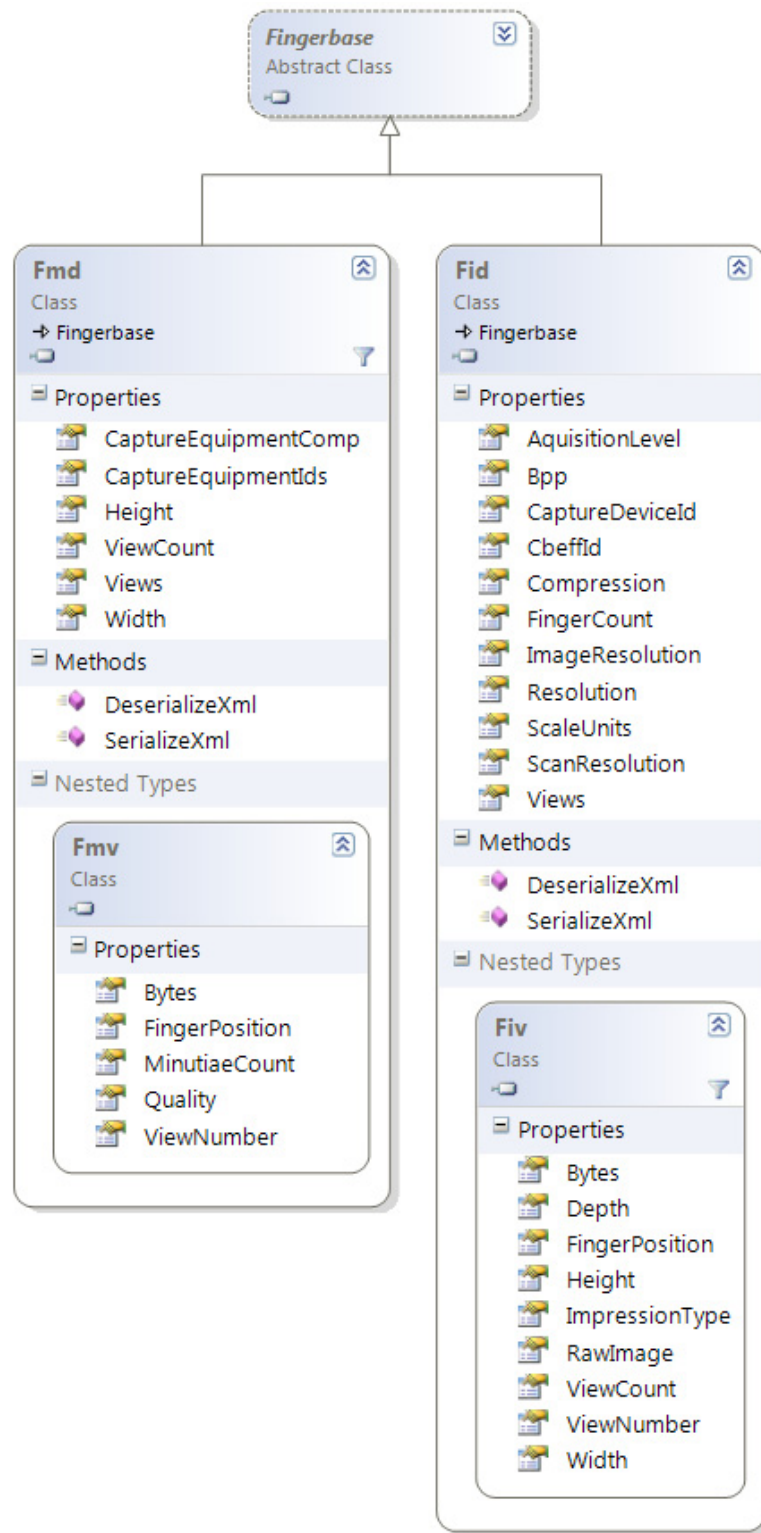 Fingerbase
Abstract Class
Fmd
Class
Fingerbase
Properties
CaptureEquipmentComp
CaptureEquipmentIds
Height
ViewCount
Views
Width
Methods
DeserializeXml
SerializeXml
Nested Types
Fmv
Class
Properties
Bytes
FingerPosition
MinutiaeCount
Quality
ViewNumber
Fid
Class
Fingerbase
Properties
AquisitionLevel
Bpp
CaptureDeviceId
CbeffId
Compression
FingerCount
ImageResolution
Resolution
ScaleUnits
ScanResolution
Views
Methods
DeserializeXml
SerializeXml
Nested Types
Fiv
Class
Properties
Bytes
Depth
FingerPosition
Height
ImpressionType
RawImage
ViewCount
ViewNumber
Width